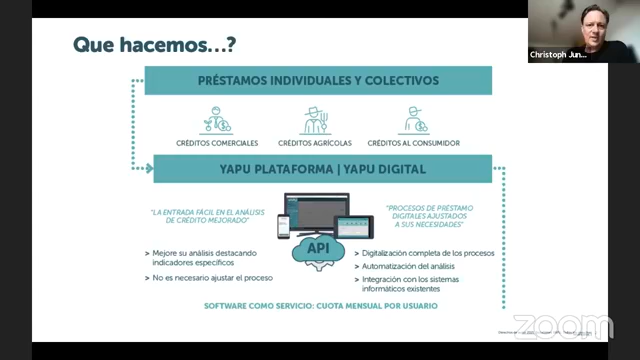 Que hacemos…?
Christoph Jun...
PRÉSTAMOS INDIVIDUALES Y COLECTIVOS
CRÉDITOS COMERCIALES
CRÉDITOS AGRÍCOLAS
CRÉDITOS AL CONSUMIDOR
YAPU PLATAFORMA | YAPU DIGITAL
"LA ENTRADA FÁCIL EN EL ANÁLISIS
DE CRÉDITO MEJORADO"
"PROCESOS DE PRÉSTAMO
DIGITALES AJUSTADOS
A SUS NECESIDADES"
API
> Mejore su análisis destacando
indicadores específicos
> No es necesario ajustar el proceso
> Digitalización completa de los procesos
> Automatización del análisis
> Integración con los sistemas
informáticos existentes
SOFTWARE COMO SERVICIO: CUOTA MENSUAL POR USUARIO
zoom